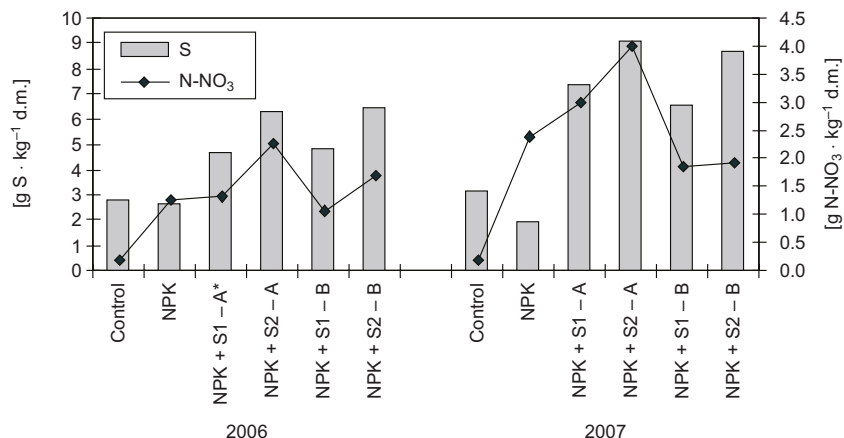 10
9
8
7
6
5
4
3
2
1
0
[g S · kg⁻¹ d.m.]
S
N-NO₃
4.5
4.0
3.5
3.0
2.5
2.0
1.5
1.0
0.5
0.0
[g N-NO₃ · kg⁻¹ d.m.]
Control
NPK
NPK + S1 – A*
NPK + S2 – A
NPK + S1 – B
NPK + S2 – B
Control
NPK
NPK + S1 – A
NPK + S2 – A
NPK + S1 – B
NPK + S2 – B
2006
2007